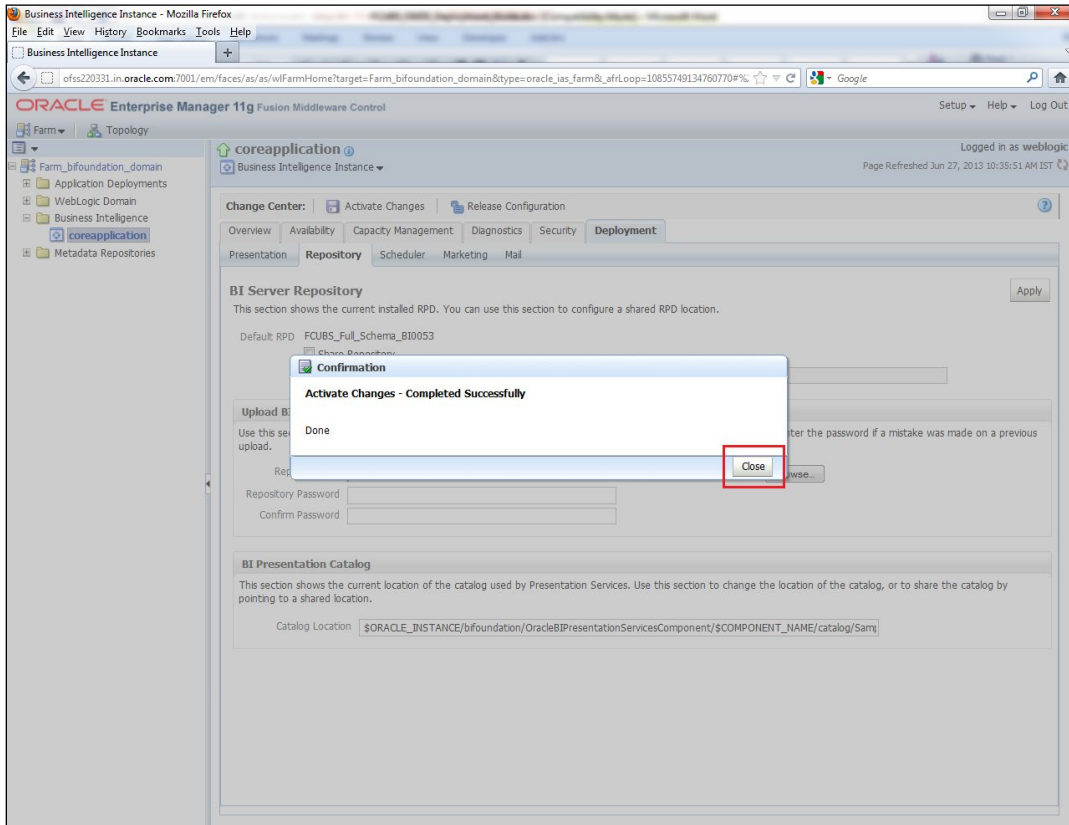 Business Intelligence Instance - Mozilla Firefox
File Edit View History Bookmarks Tools Help
Business Intelligence Instance +
ofss220331.in.oracle.com:7001/em/faces/as/as/wlFarmHome?target=Farm_bifoundation_domain&type=oracle_ias_farm&_afrLoop=10855749134760770#%
Google
ORACLE Enterprise Manager 11g Fusion Middleware Control
Setup Help Log Out
Farm Topology
Farm_bifoundation_domain
Application Deployments
WebLogic Domain
Business Intelligence
coreapplication
Metadata Repositories
coreapplication
Logged in as weblogic
Business Intelligence Instance
Page Refreshed Jun 27, 2013 10:35:51 AM IST
Change Center: Activate Changes Release Configuration
Overview Availability Capacity Management Diagnostics Security Deployment
Presentation Repository Scheduler Marketing Mail
BI Server Repository
Apply
This section shows the current installed RPD. You can use this section to configure a shared RPD location.
Default RPD FCUBS_Full_Schema_BI0053
Share Repository
Confirmation
Activate Changes - Completed Successfully
Done
Close
Upload BI
Use this se
nter the password if a mistake was made on a previous
upload.
Rep
wse...
Repository Password
Confirm Password
BI Presentation Catalog
This section shows the current location of the catalog used by Presentation Services. Use this section to change the location of the catalog, or to share the catalog by
pointing to a shared location.
Catalog Location $ORACLE_INSTANCE/bifoundation/OracleBIPresentationServicesComponent/$COMPONENT_NAME/catalog/Samp